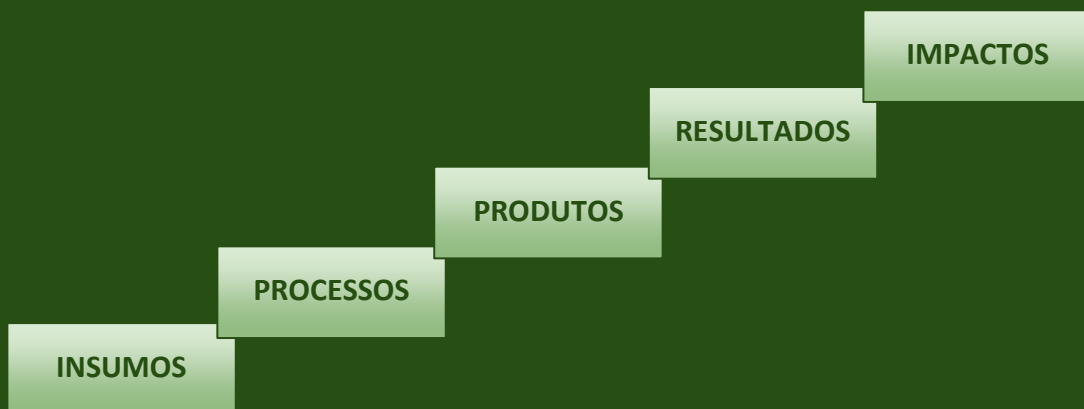 IMPACTOS
RESULTADOS
PRODUTOS
PROCESSOS
INSUMOS